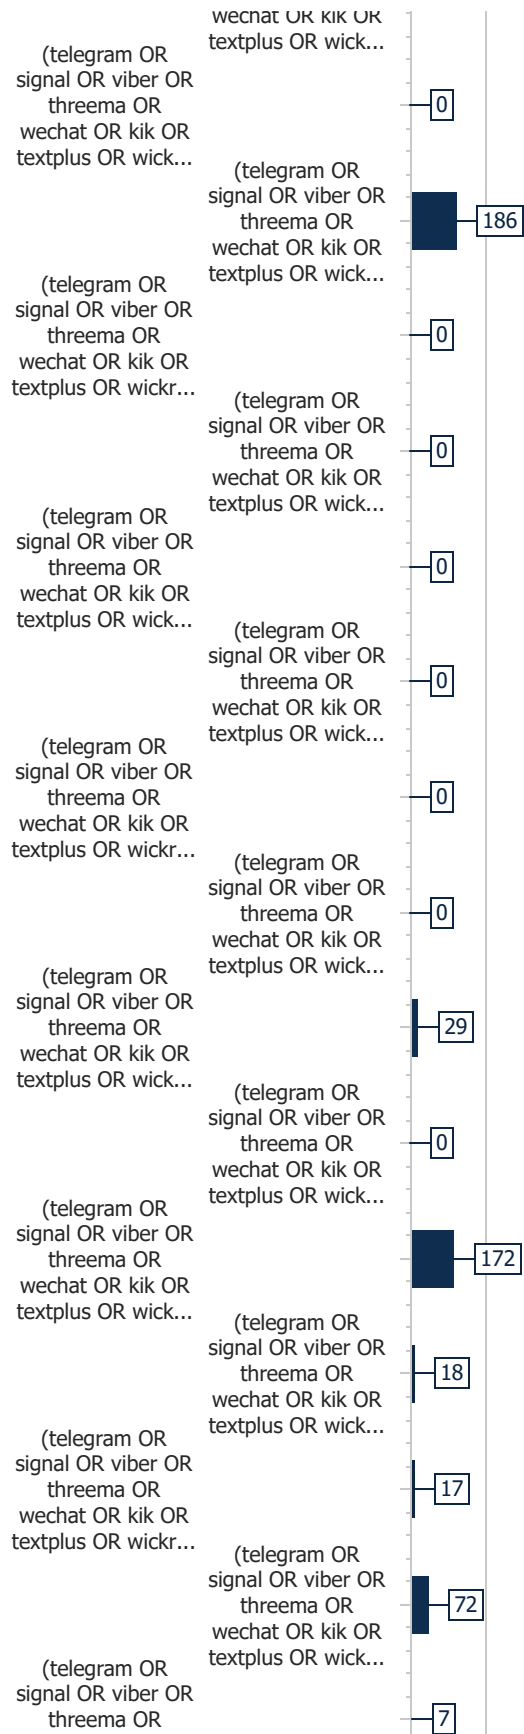 wechat OR kik OR
textplus OR wick...
(telegram OR
signal OR viber OR
threema OR
wechat OR kik OR
textplus OR wick...
0
(telegram OR
signal OR viber OR
threema OR
wechat OR kik OR
textplus OR wick...
186
(telegram OR
signal OR viber OR
threema OR
wechat OR kik OR
textplus OR wickr...
0
(telegram OR
signal OR viber OR
threema OR
wechat OR kik OR
textplus OR wick...
0
(telegram OR
signal OR viber OR
threema OR
wechat OR kik OR
textplus OR wick...
0
(telegram OR
signal OR viber OR
threema OR
wechat OR kik OR
textplus OR wick...
0
(telegram OR
signal OR viber OR
threema OR
wechat OR kik OR
textplus OR wickr...
0
(telegram OR
signal OR viber OR
threema OR
wechat OR kik OR
textplus OR wick...
0
(telegram OR
signal OR viber OR
threema OR
wechat OR kik OR
textplus OR wick...
29
(telegram OR
signal OR viber OR
threema OR
wechat OR kik OR
textplus OR wick...
0
(telegram OR
signal OR viber OR
threema OR
wechat OR kik OR
textplus OR wick...
172
(telegram OR
signal OR viber OR
threema OR
wechat OR kik OR
textplus OR wick...
18
(telegram OR
signal OR viber OR
threema OR
wechat OR kik OR
textplus OR wickr...
17
(telegram OR
signal OR viber OR
threema OR
wechat OR kik OR
textplus OR wick...
72
(telegram OR
signal OR viber OR
threema OR
7